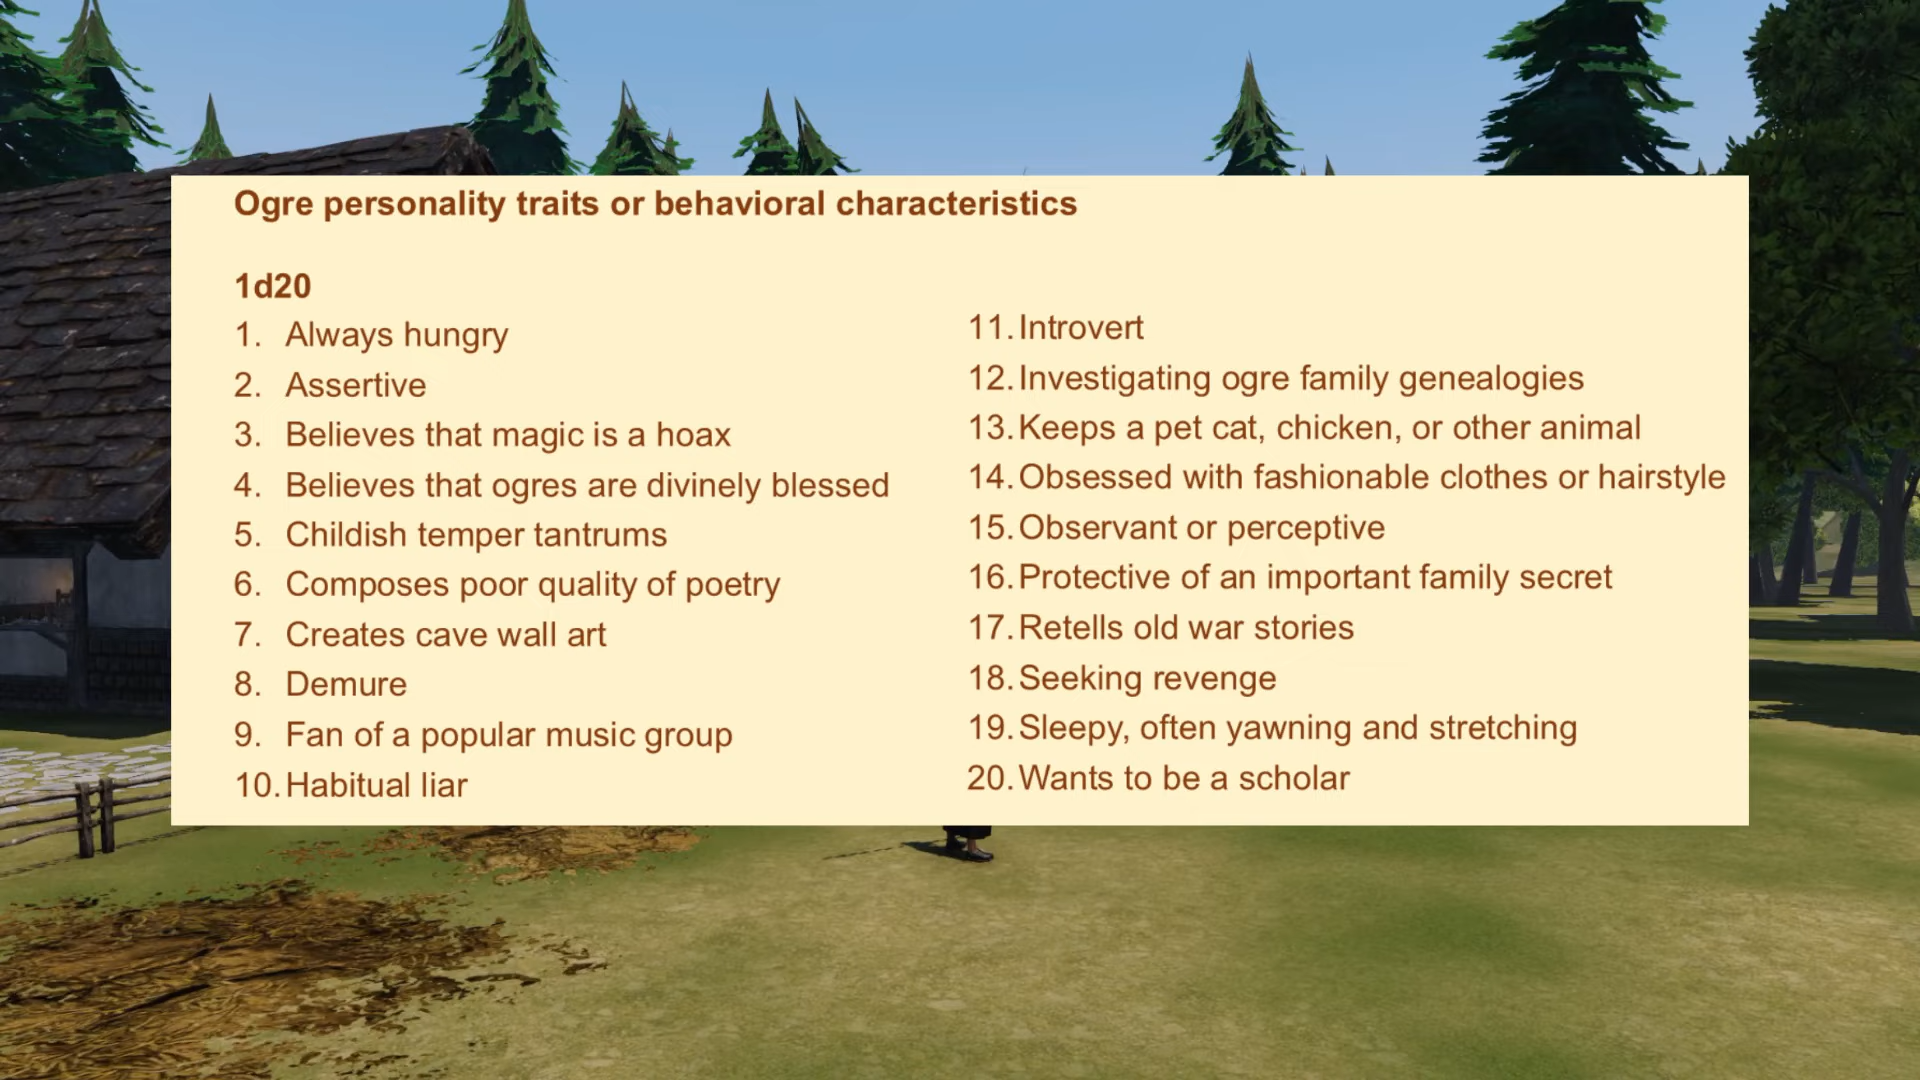 Ogre personality traits or behavioral characteristics
1d20
1. Always hungry
2. Assertive
3. Believes that magic is a hoax
4. Believes that ogres are divinely blessed
5. Childish temper tantrums
6. Composes poor quality of poetry
7. Creates cave wall art
8. Demure
9. Fan of a popular music group
10. Habitual liar
11. Introvert
12. Investigating ogre family genealogies
13. Keeps a pet cat, chicken, or other animal
14. Obsessed with fashionable clothes or hairstyle
15. Observant or perceptive
16. Protective of an important family secret
17. Retells old war stories
18. Seeking revenge
19. Sleepy, often yawning and stretching
20. Wants to be a scholar